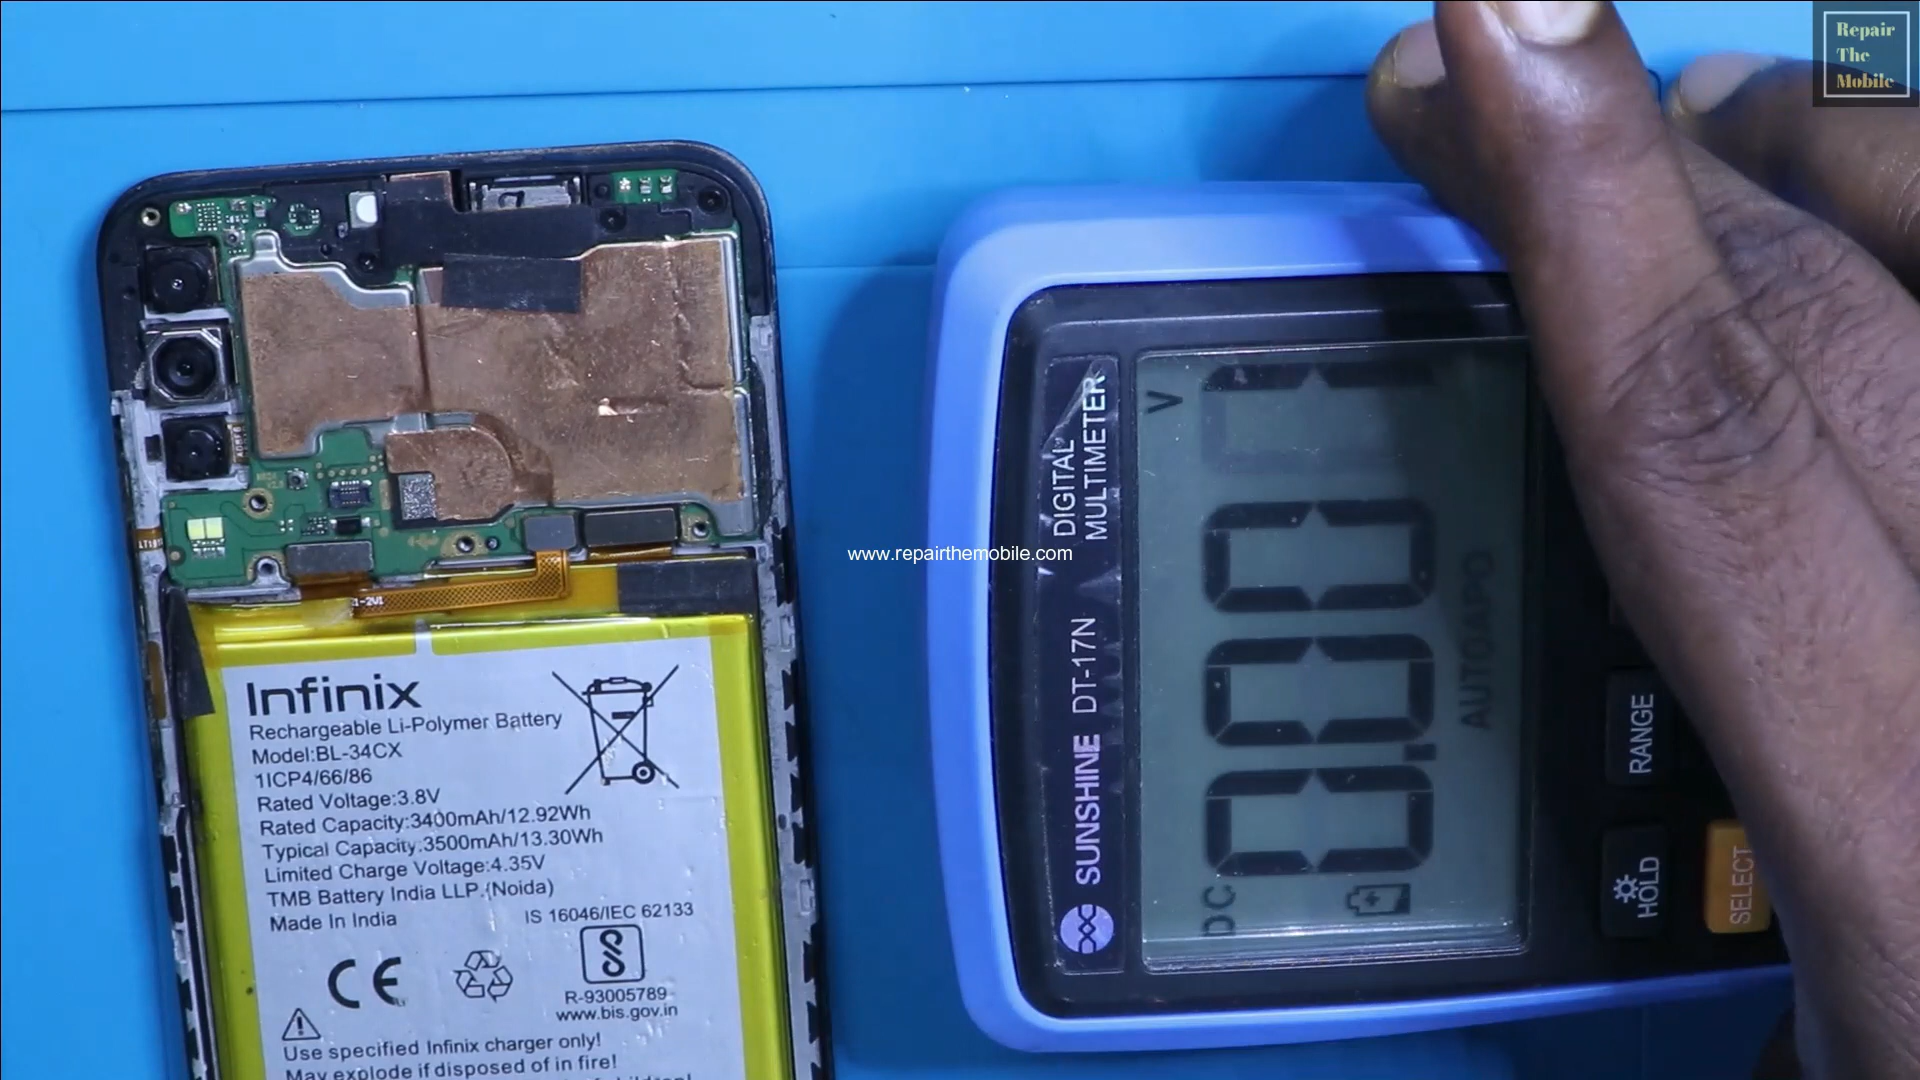 Repair
The
Mobile
www.repairthemobile.com
Infinix
Rechargeable Li-Polymer Battery
Model:BL-34CX
1ICP4/66/86
Rated Voltage:3.8V
Rated Capacity:3400mAh/12.92Wh
Typical Capacity:3500mAh/13.30Wh
Limited Charge Voltage:4.35V
TMB Battery India LLP.(Noida)
Made In India
IS 16046/IEC 62133
CE
R-93005789
www.bis.gov.in
Use specified Infinix charger only!
May explode if disposed of in fire!
SUNSHINE DT-17N
DIGITAL
MULTIMETER
DC
V
AUTO APO
HOLD
RANGE
SELECT